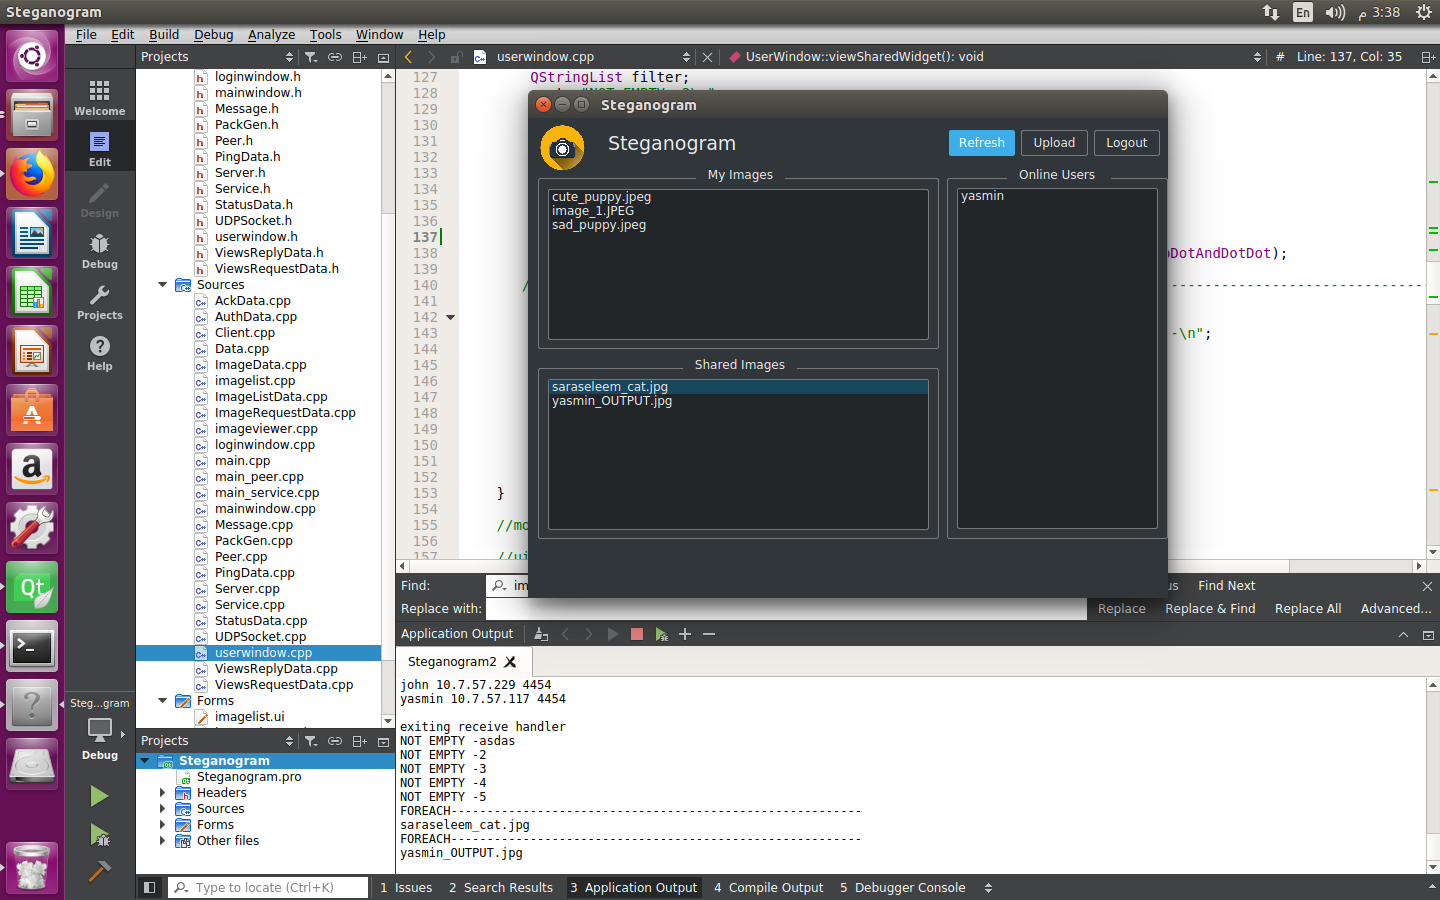 Steganogram
En
م 3:38
File Edit Build Debug Analyze Tools Window Help
Projects
userwindow.cpp
UserWindow::viewSharedWidget(): void
# Line: 137, Col: 35
Welcome
Edit
Design
Debug
Projects
Help
Steg...gram
Debug
loginwindow.h
mainwindow.h
Message.h
PackGen.h
Peer.h
PingData.h
Server.h
Service.h
StatusData.h
UDPSocket.h
userwindow.h
ViewsReplyData.h
ViewsRequestData.h
Sources
AckData.cpp
AuthData.cpp
Client.cpp
Data.cpp
ImageData.cpp
imagelist.cpp
ImageListData.cpp
ImageRequestData.cpp
imageviewer.cpp
loginwindow.cpp
main.cpp
main_peer.cpp
main_service.cpp
mainwindow.cpp
Message.cpp
PackGen.cpp
Peer.cpp
PingData.cpp
Server.cpp
Service.cpp
StatusData.cpp
UDPSocket.cpp
userwindow.cpp
ViewsReplyData.cpp
ViewsRequestData.cpp
Forms
imagelist.ui
Projects
Steganogram
Steganogram.pro
Headers
Sources
Forms
Other files
127 QStringList filter;
128
129
130
131
132
133
134
135
136
137
138 DotAndDotDot);
139
140 /
141
142
143 -\n";
144
145
146
147
148
149
150
151
152
153 }
154
155 //mo
156
157 //ui
Steganogram
Steganogram
Refresh Upload Logout
My Images
cute_puppy.jpeg
image_1.JPEG
sad_puppy.jpeg
Shared Images
saraseleem_cat.jpg
yasmin_OUTPUT.jpg
Online Users
yasmin
Find: im
us Find Next
Replace with:
Replace Replace & Find Replace All Advanced...
Application Output
Steganogram2
john 10.7.57.229 4454
yasmin 10.7.57.117 4454
exiting receive handler
NOT EMPTY -asdas
NOT EMPTY -2
NOT EMPTY -3
NOT EMPTY -4
NOT EMPTY -5
FOREACH---------------------------------------------------------
saraseleem_cat.jpg
FOREACH---------------------------------------------------------
yasmin_OUTPUT.jpg
Type to locate (Ctrl+K)
1 Issues 2 Search Results 3 Application Output 4 Compile Output 5 Debugger Console